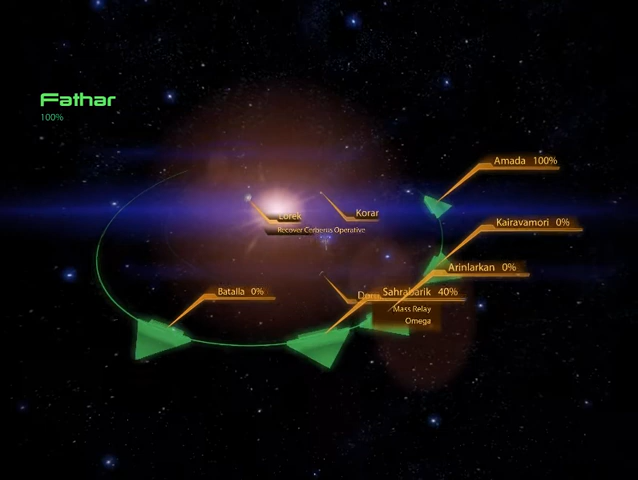 Fathar
100%
Amada 100%
Lorek
Korar
Recover Cerberus Operative
Kairavamori 0%
Arinlarkan 0%
Batalla 0%
Sahrabarik 40%
Mass Relay
Omega